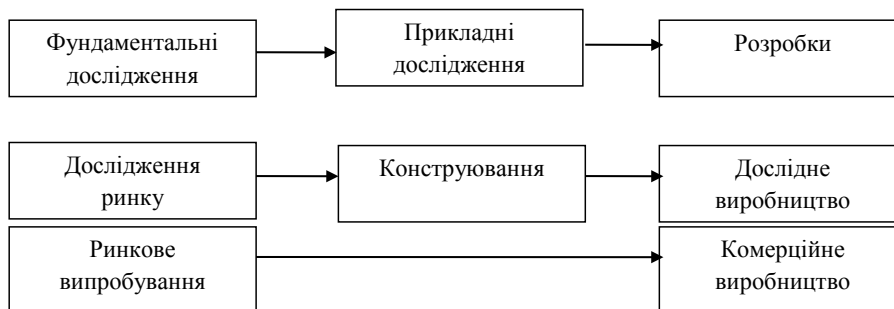 Фундаментальні
дослідження
Прикладні
дослідження
Розробки
Дослідження
ринку
Конструювання
Дослідне
виробництво
Ринкове
випробування
Комерційне
виробництво